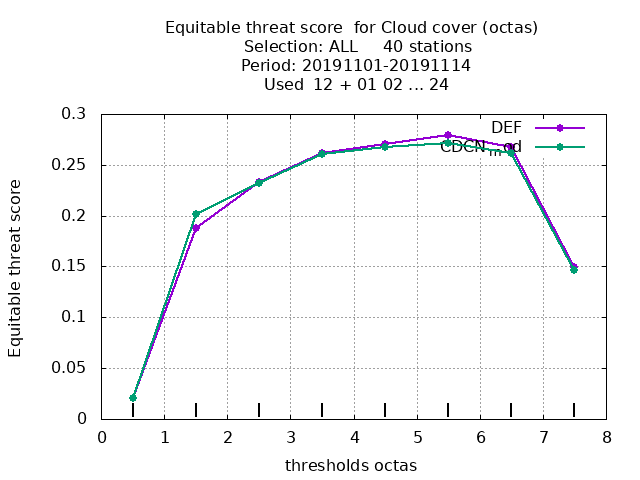 Equitable threat score  for Cloud cover (octas)
Selection: ALL     40 stations
Period: 20191101-20191114
Used  12 + 01 02 ... 24
DEF
CDCN_mod
0.3
0.25
0.2
0.15
0.1
0.05
0
Equitable threat score
0 1 2 3 4 5 6 7 8
thresholds octas